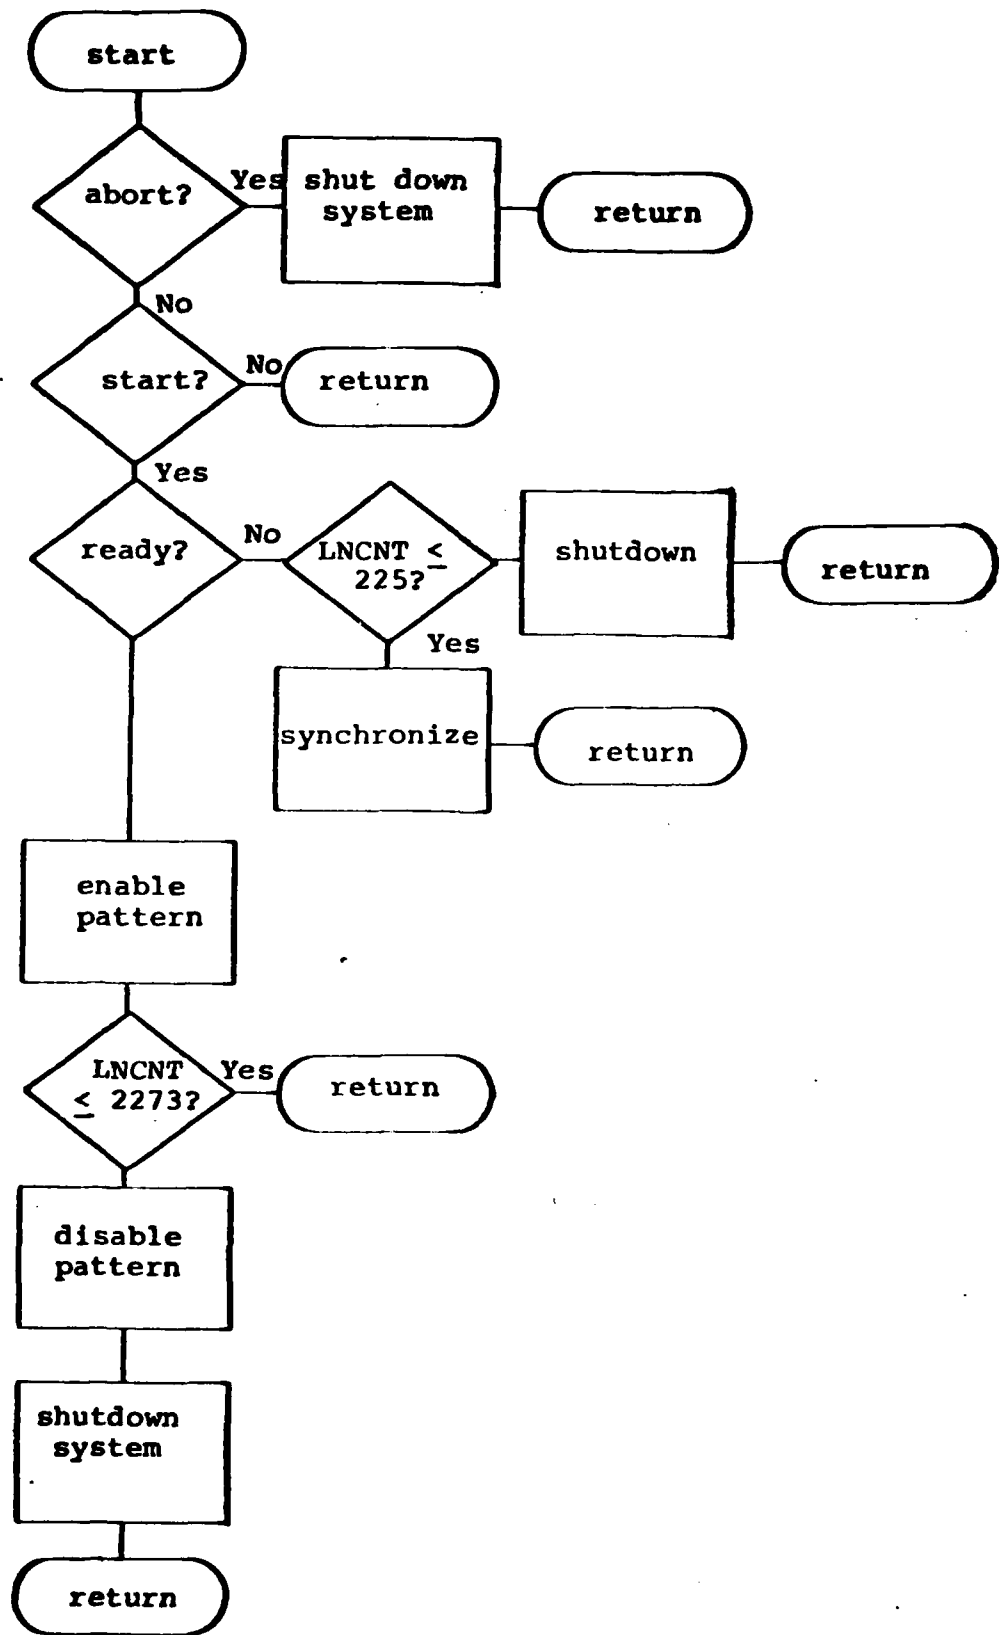 start
abort?
Yes
shut down
system
return
No
start?
No
return
Yes
ready?
No
LNCNT ≤
225?
shutdown
return
Yes
synchronize
return
enable
pattern
LNCNT
≤ 2273?
Yes
return
disable
pattern
shutdown
system
return